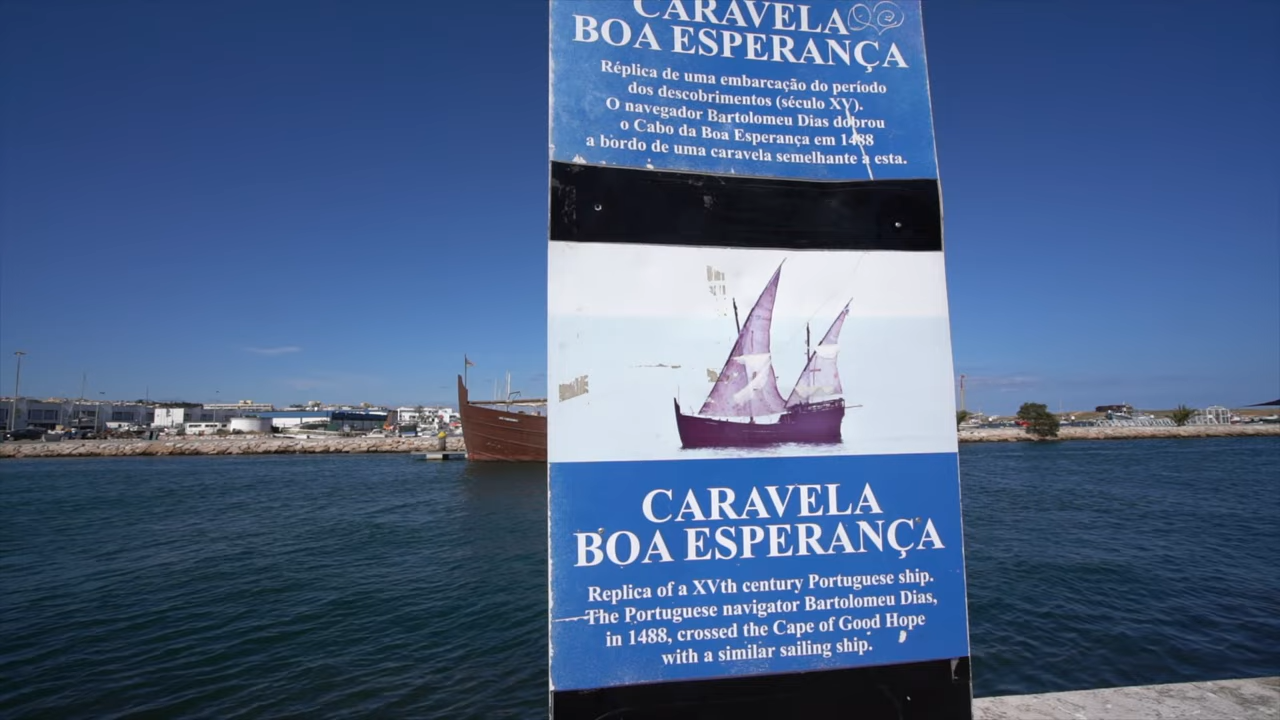 CARAVELA
BOA ESPERANÇA
Réplica de uma embarcação do período
dos descobrimentos (século XV).
O navegador Bartolomeu Dias dobrou
o Cabo da Boa Esperança em 1488
a bordo de uma caravela semelhante a esta.
CARAVELA
BOA ESPERANÇA
Replica of a XVth century Portuguese ship.
The Portuguese navigator Bartolomeu Dias,
in 1488, crossed the Cape of Good Hope
with a similar sailing ship.